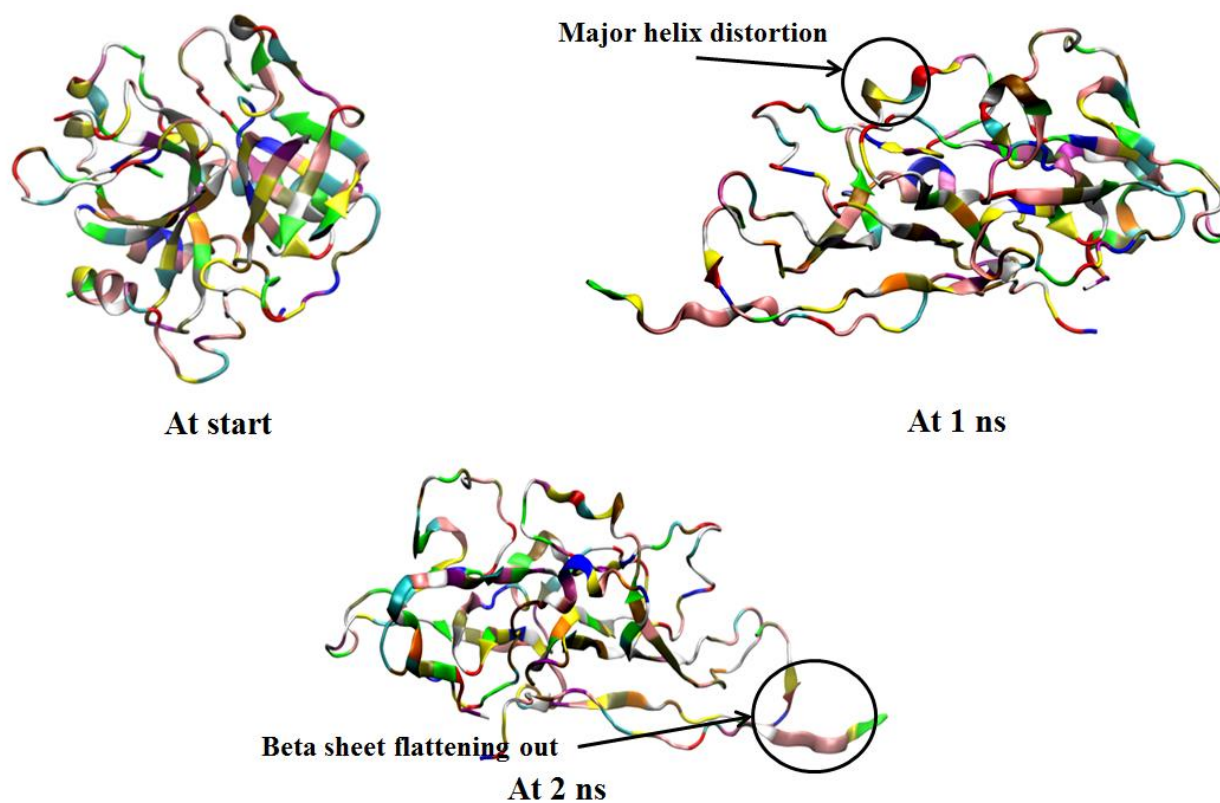 Major helix distortion
At start
At 1 ns
Beta sheet flattening out
At 2 ns